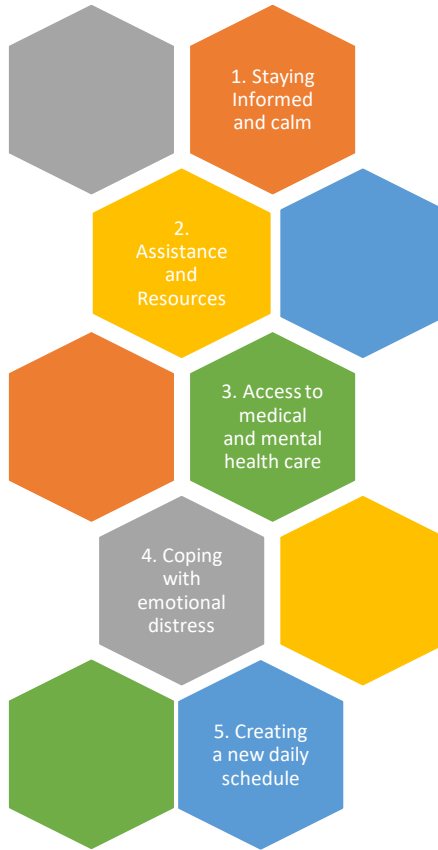 1. Staying
Informed
and calm
2.
Assistance
and
Resources
3. Access to
medical
and mental
health care
4. Coping
with
emotional
distress
5. Creating
a new daily
schedule